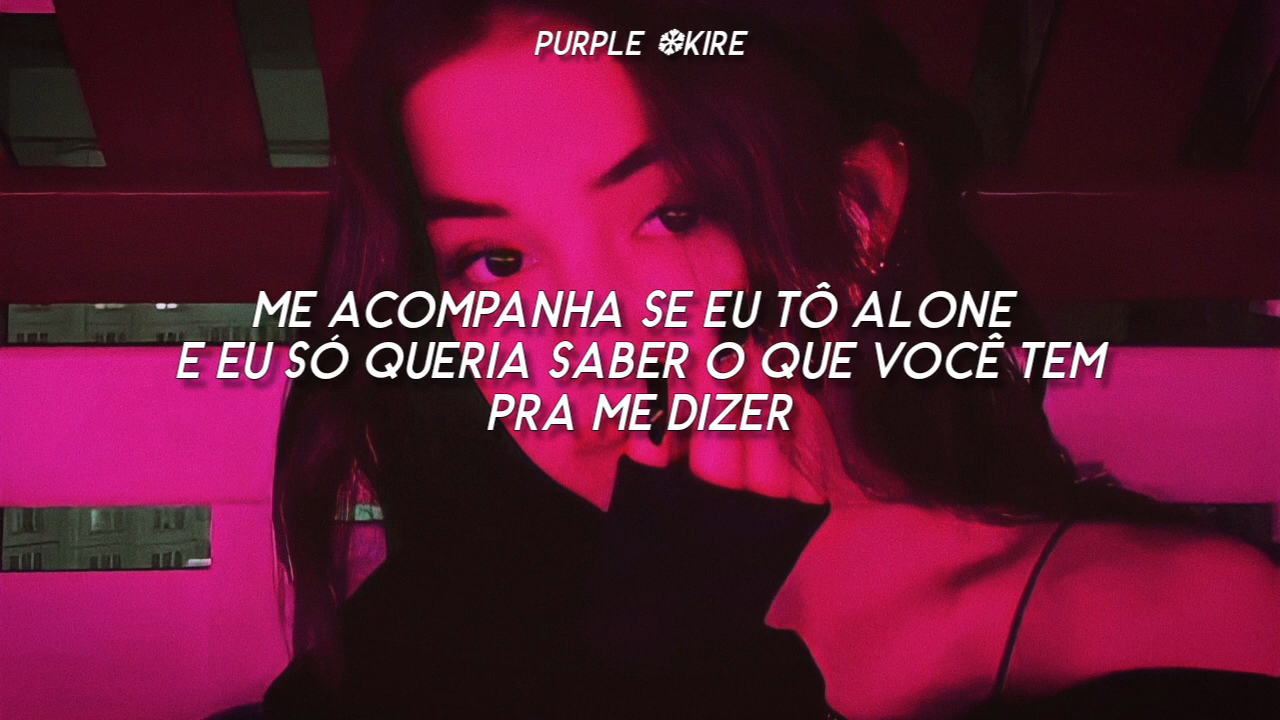 PURPLE ❄KIRE
ME ACOMPANHA SE EU TÔ ALONE
E EU SÓ QUERIA SABER O QUE VOCÊ TEM
PRA ME DIZER